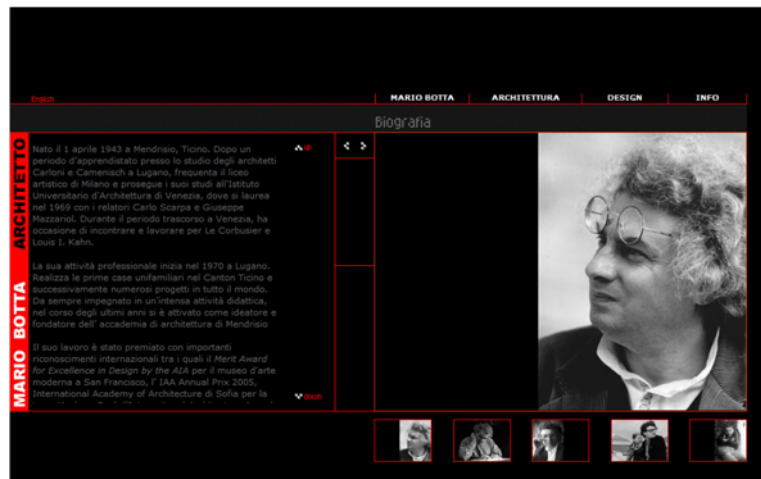 English
MARIO BOTTA
ARCHITETTURA
DESIGN
INFO
Biografia
MARIO BOTTA ARCHITETTO
Nato il 1 aprile 1943 a Mendrisio, Ticino. Dopo un
periodo d'apprendistato presso lo studio degli architetti
Carloni e Camenisch a Lugano, frequenta il liceo
artistico di Milano e prosegue i suoi studi all'Istituto
Universitario d'Architettura di Venezia, dove si laurea
nel 1969 con i relatori Carlo Scarpa e Giuseppe
Mazzariol. Durante il periodo trascorso a Venezia, ha
occasione di incontrare e lavorare per Le Corbusier e
Louis I. Kahn.
La sua attività professionale inizia nel 1970 a Lugano.
Realizza le prime case unifamiliari nel Canton Ticino e
successivamente numerosi progetti in tutto il mondo.
Da sempre impegnato in un'intensa attività didattica,
nel corso degli ultimi anni si è attivato come ideatore e
fondatore dell' accademia di architettura di Mendrisio
Il suo lavoro è stato premiato con importanti
riconoscimenti internazionali tra i quali il Merit Award
for Excellence in Design by the AIA per il museo d'arte
moderna a San Francisco, l' IAA Annual Prix 2005,
International Academy of Architecture di Sofia per la
up
down